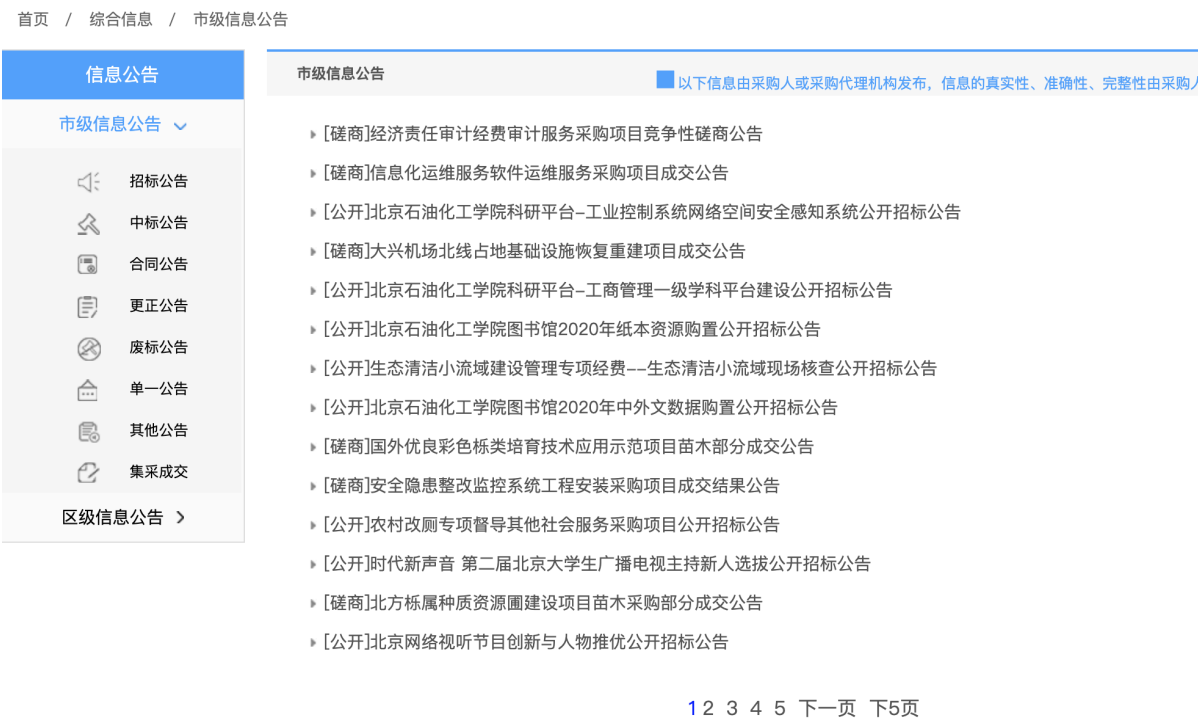 首页 / 综合信息 / 市级信息公告
信息公告
市级信息公告
招标公告
中标公告
合同公告
更正公告
废标公告
单一公告
其他公告
集采成交
区级信息公告
市级信息公告
以下信息由采购人或采购代理机构发布，信息的真实性、准确性、完整性由采购人
[磋商]经济责任审计经费审计服务采购项目竞争性磋商公告
[磋商]信息化运维服务软件运维服务采购项目成交公告
[公开]北京石油化工学院科研平台-工业控制系统网络空间安全感知系统公开招标公告
[磋商]大兴机场北线占地基础设施恢复重建项目成交公告
[公开]北京石油化工学院科研平台-工商管理一级学科平台建设公开招标公告
[公开]北京石油化工学院图书馆2020年纸本资源购置公开招标公告
[公开]生态清洁小流域建设管理专项经费--生态清洁小流域现场核查公开招标公告
[公开]北京石油化工学院图书馆2020年中外文数据购置公开招标公告
[磋商]国外优良彩色栎类培育技术应用示范项目苗木部分成交公告
[磋商]安全隐患整改监控系统工程安装采购项目成交结果公告
[公开]农村改厕专项督导其他社会服务采购项目公开招标公告
[公开]时代新声音 第二届北京大学生广播电视主持新人选拔公开招标公告
[磋商]北方栎属种质资源圃建设项目苗木采购部分成交公告
[公开]北京网络视听节目创新与人物推优公开招标公告
1 2 3 4 5 下一页 下5页